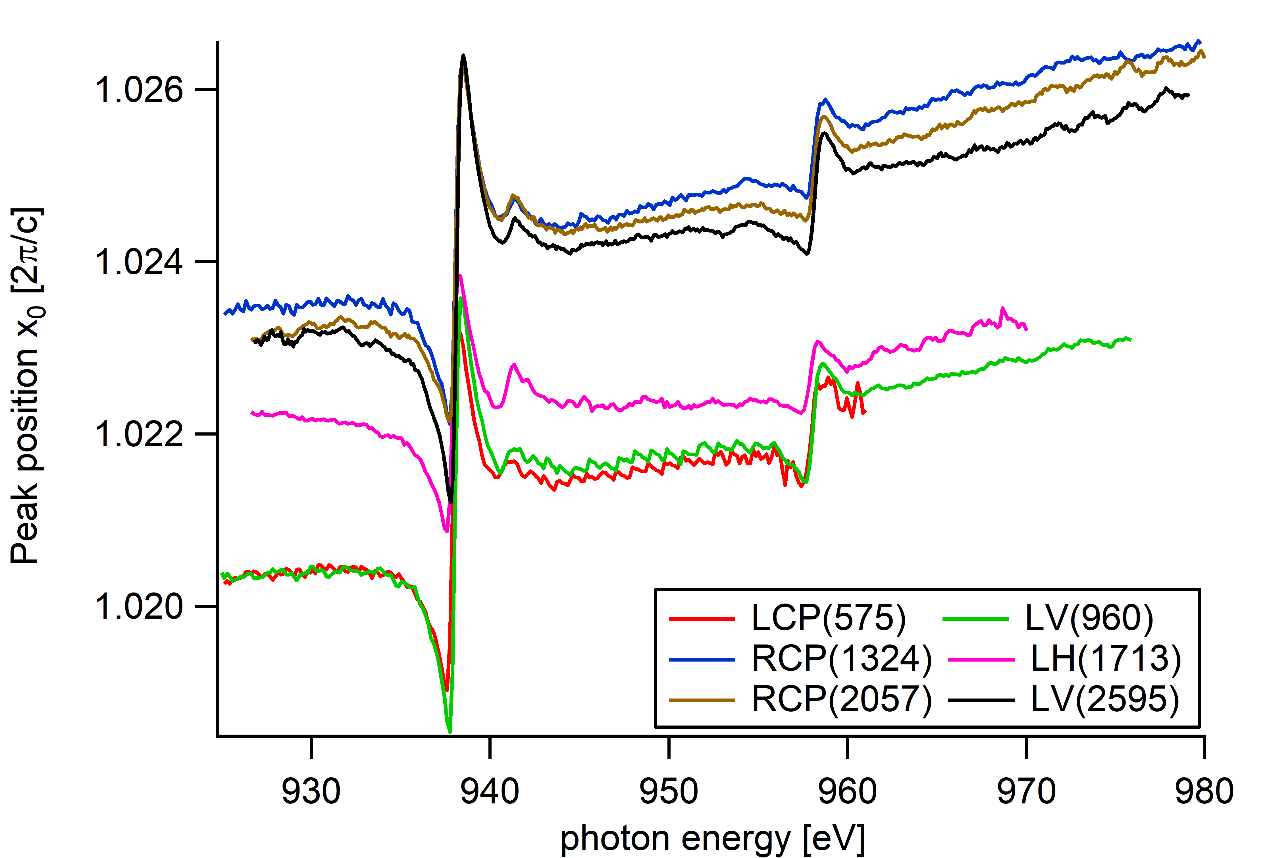 Peak position x0 [2π/c]
1.026
1.024
1.022
1.020
LCP(575) LV(960)
RCP(1324) LH(1713)
RCP(2057) LV(2595)
930 940 950 960 970 980
photon energy [eV]